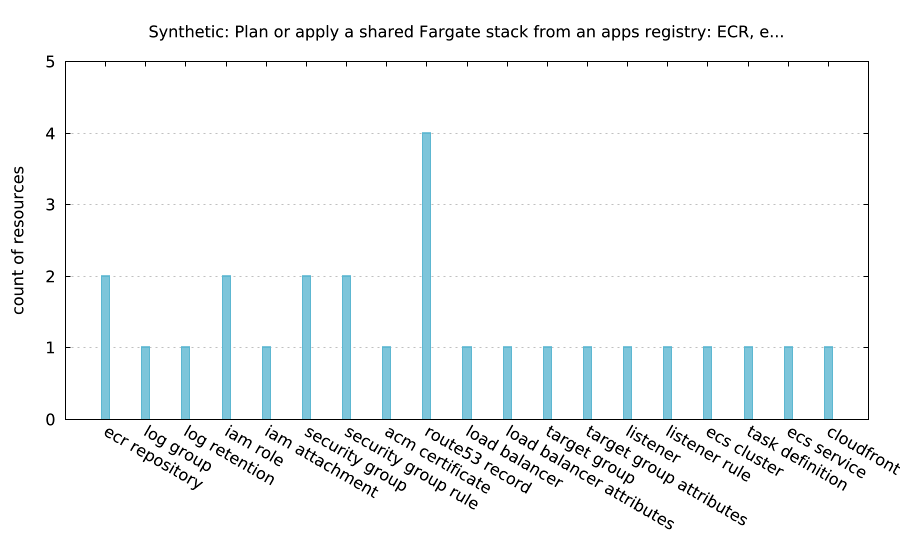 Synthetic: Plan or apply a shared Fargate stack from an apps registry: ECR, e...
5
4
3
2
1
0
count of resources
ecr repository
log group
log retention
iam role
iam attachment
security group
security group rule
acm certificate
route53 record
load balancer
load balancer attributes
target group
target group attributes
listener
listener rule
ecs cluster
task definition
ecs service
cloudfront